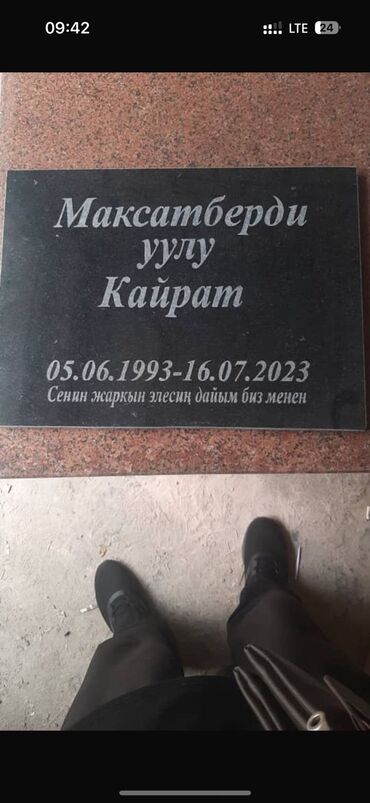 09:42
LTE 24
Максатберди
уулу
Кайрат
05.06.1993-16.07.2023
Сенин жаркын элесиң дайым биз менен